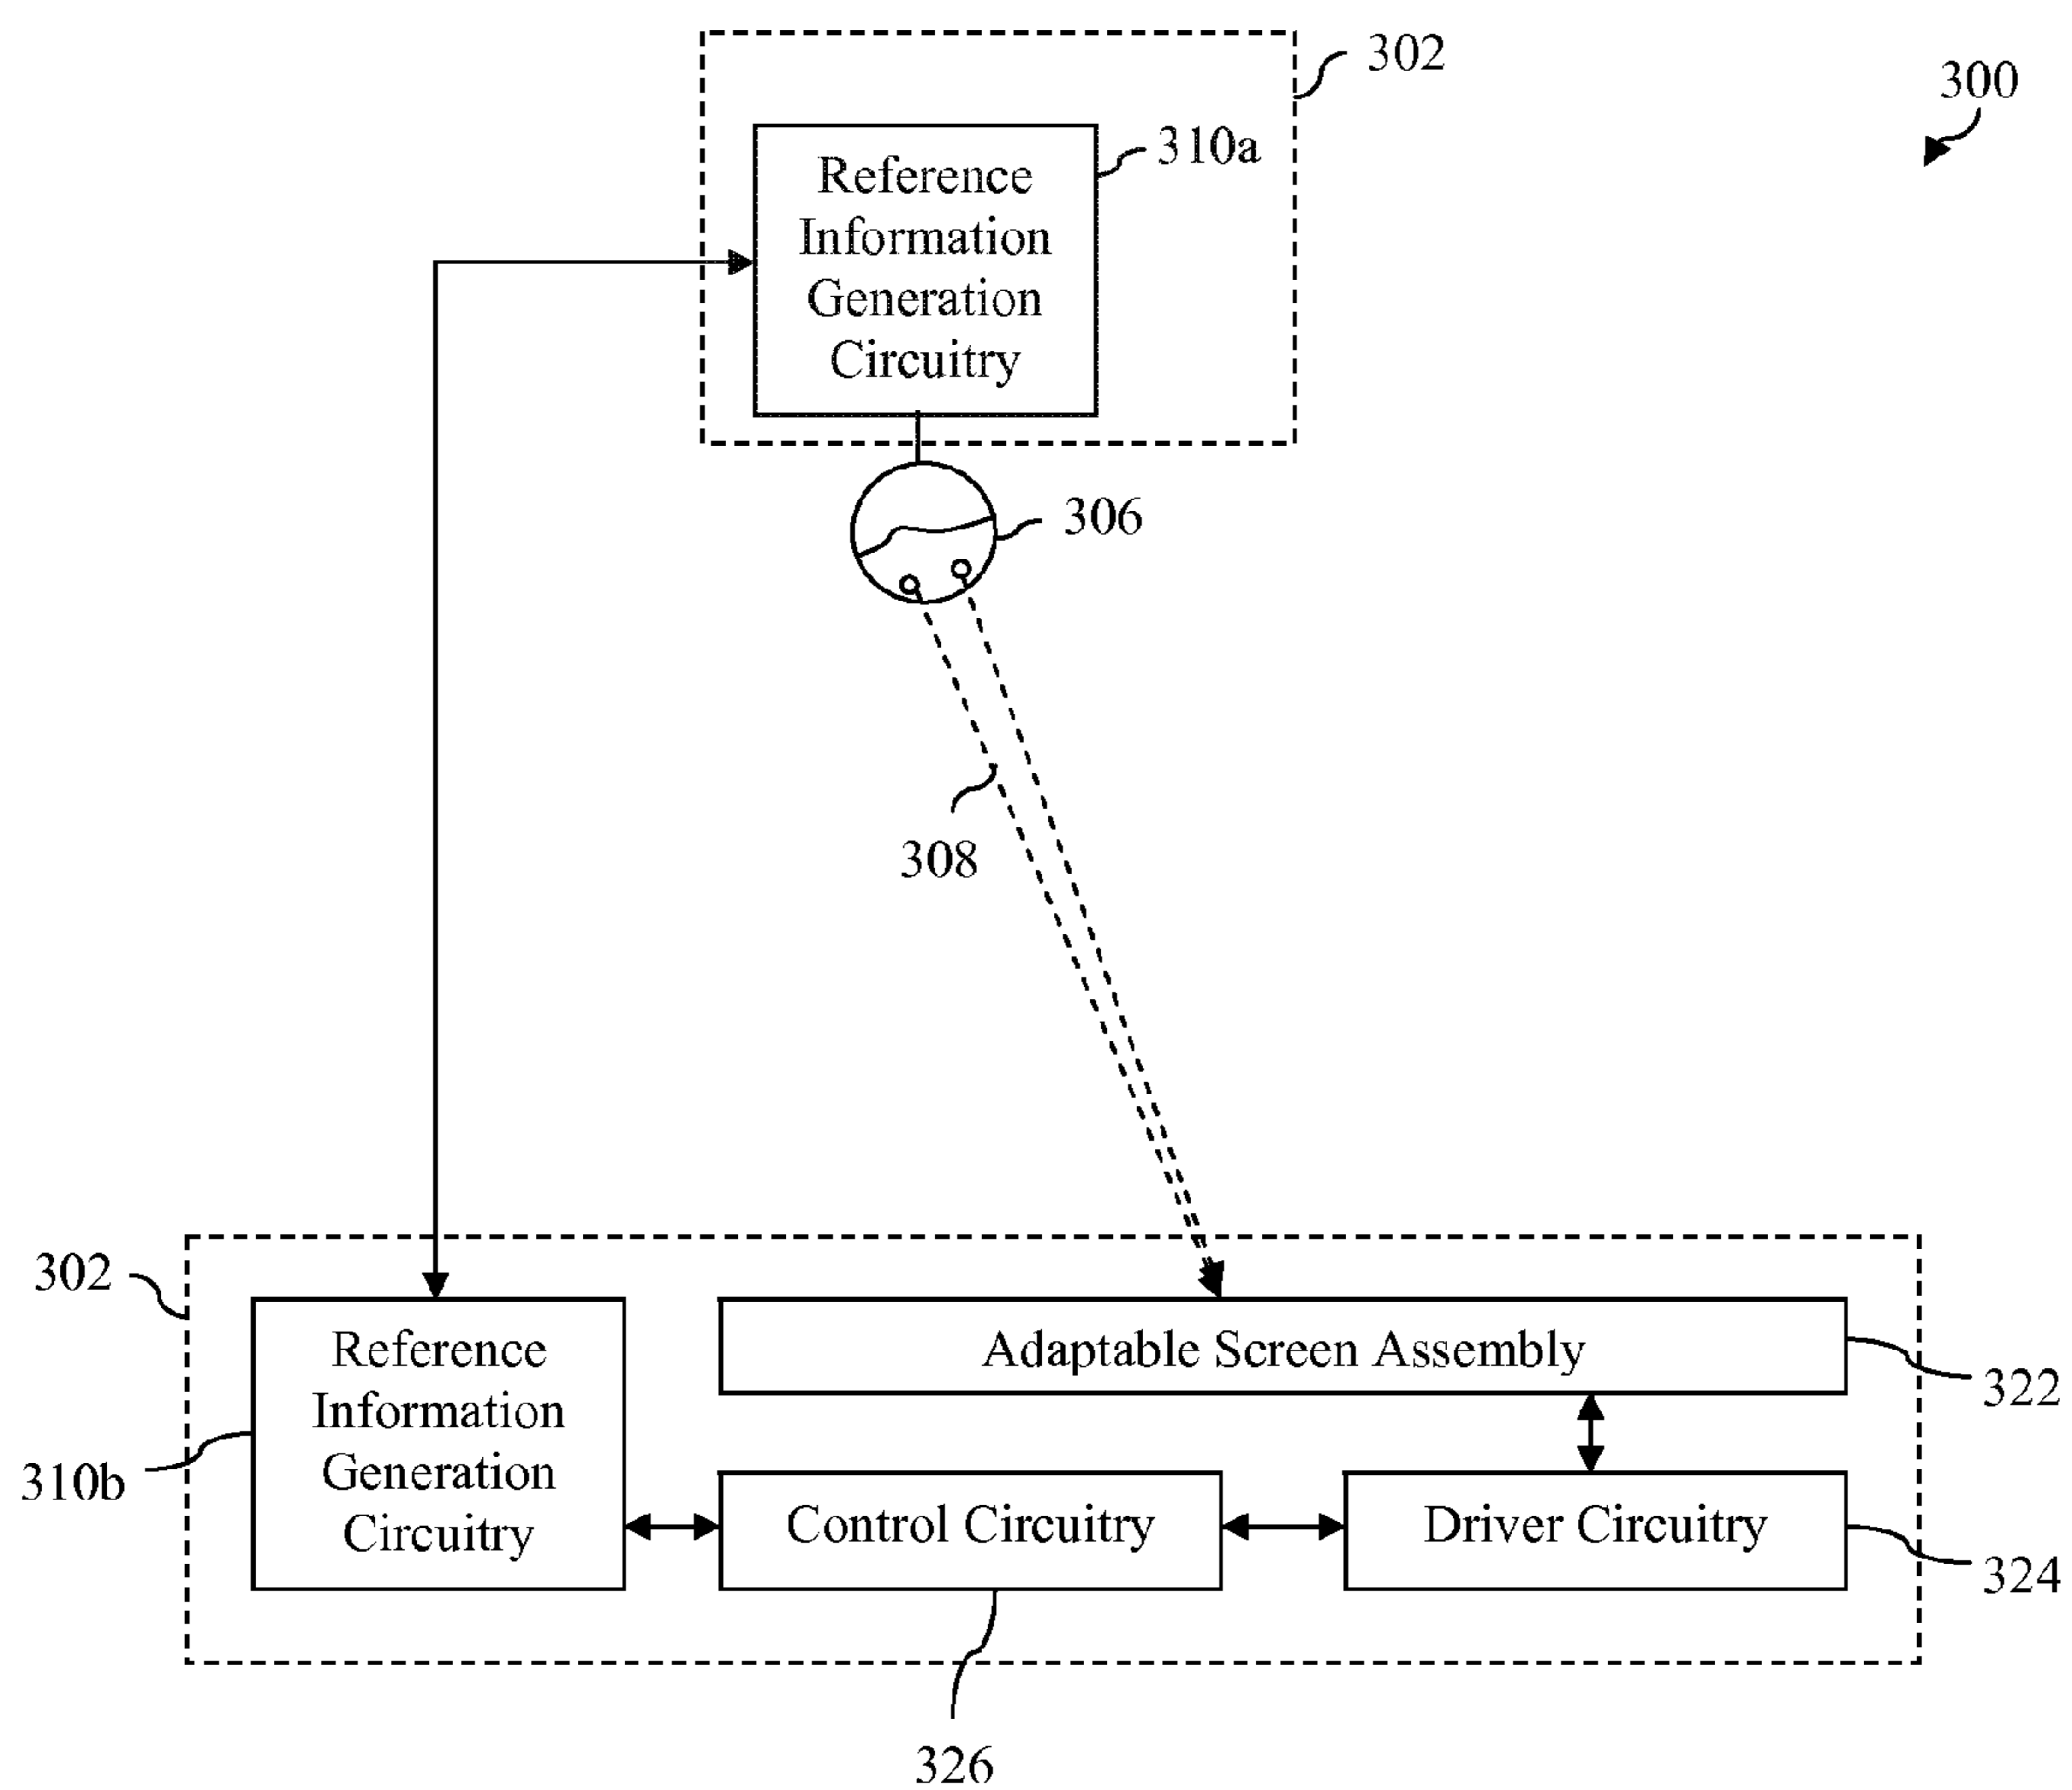 302
300
310a
Reference
Information
Generation
Circuitry
306
308
302
Reference
Information
Generation
Circuitry
310b
Adaptable Screen Assembly
322
Control Circuitry
Driver Circuitry
324
326